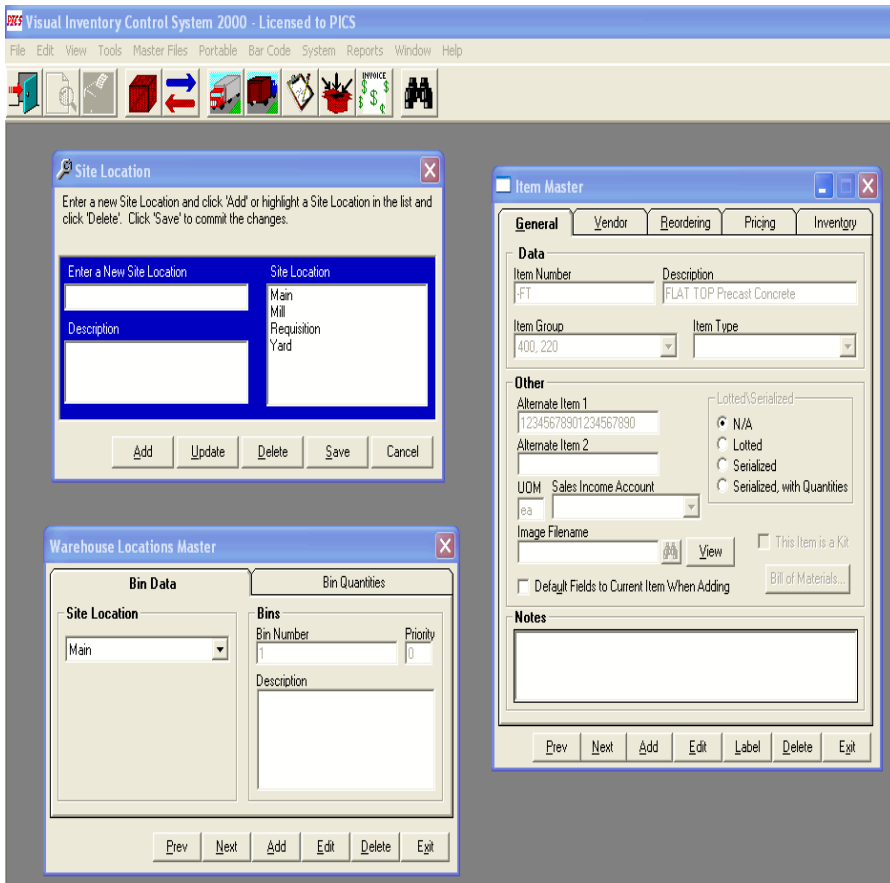 PICS Visual Inventory Control System 2000 - Licensed to PICS
File Edit View Tools Master Files Portable Bar Code System Reports Window Help
INVOICE
$ $ $ $ ¢
Site Location
Enter a new Site Location and click 'Add' or highlight a Site Location in the list and
click 'Delete'. Click 'Save' to commit the changes.
Enter a New Site Location
Description
Site Location
Main
Mill
Requisition
Yard
Add Update Delete Save Cancel
Item Master
General Vendor Reordering Pricing Inventory
Data
Item Number Description
-FT FLAT TOP Precast Concrete
Item Group Item Type
400, 220
Other
Alternate Item 1
12345678901234567890
Alternate Item 2
UOM Sales Income Account
ea
Image Filename
View
Default Fields to Current Item When Adding
Lotted\Serialized
N/A
Lotted
Serialized
Serialized, with Quantities
This Item is a Kit
Bill of Materials...
Notes
Prev Next Add Edit Label Delete Exit
Warehouse Locations Master
Bin Data Bin Quantities
Site Location
Main
Bins
Bin Number Priority
1 0
Description
Prev Next Add Edit Delete Exit